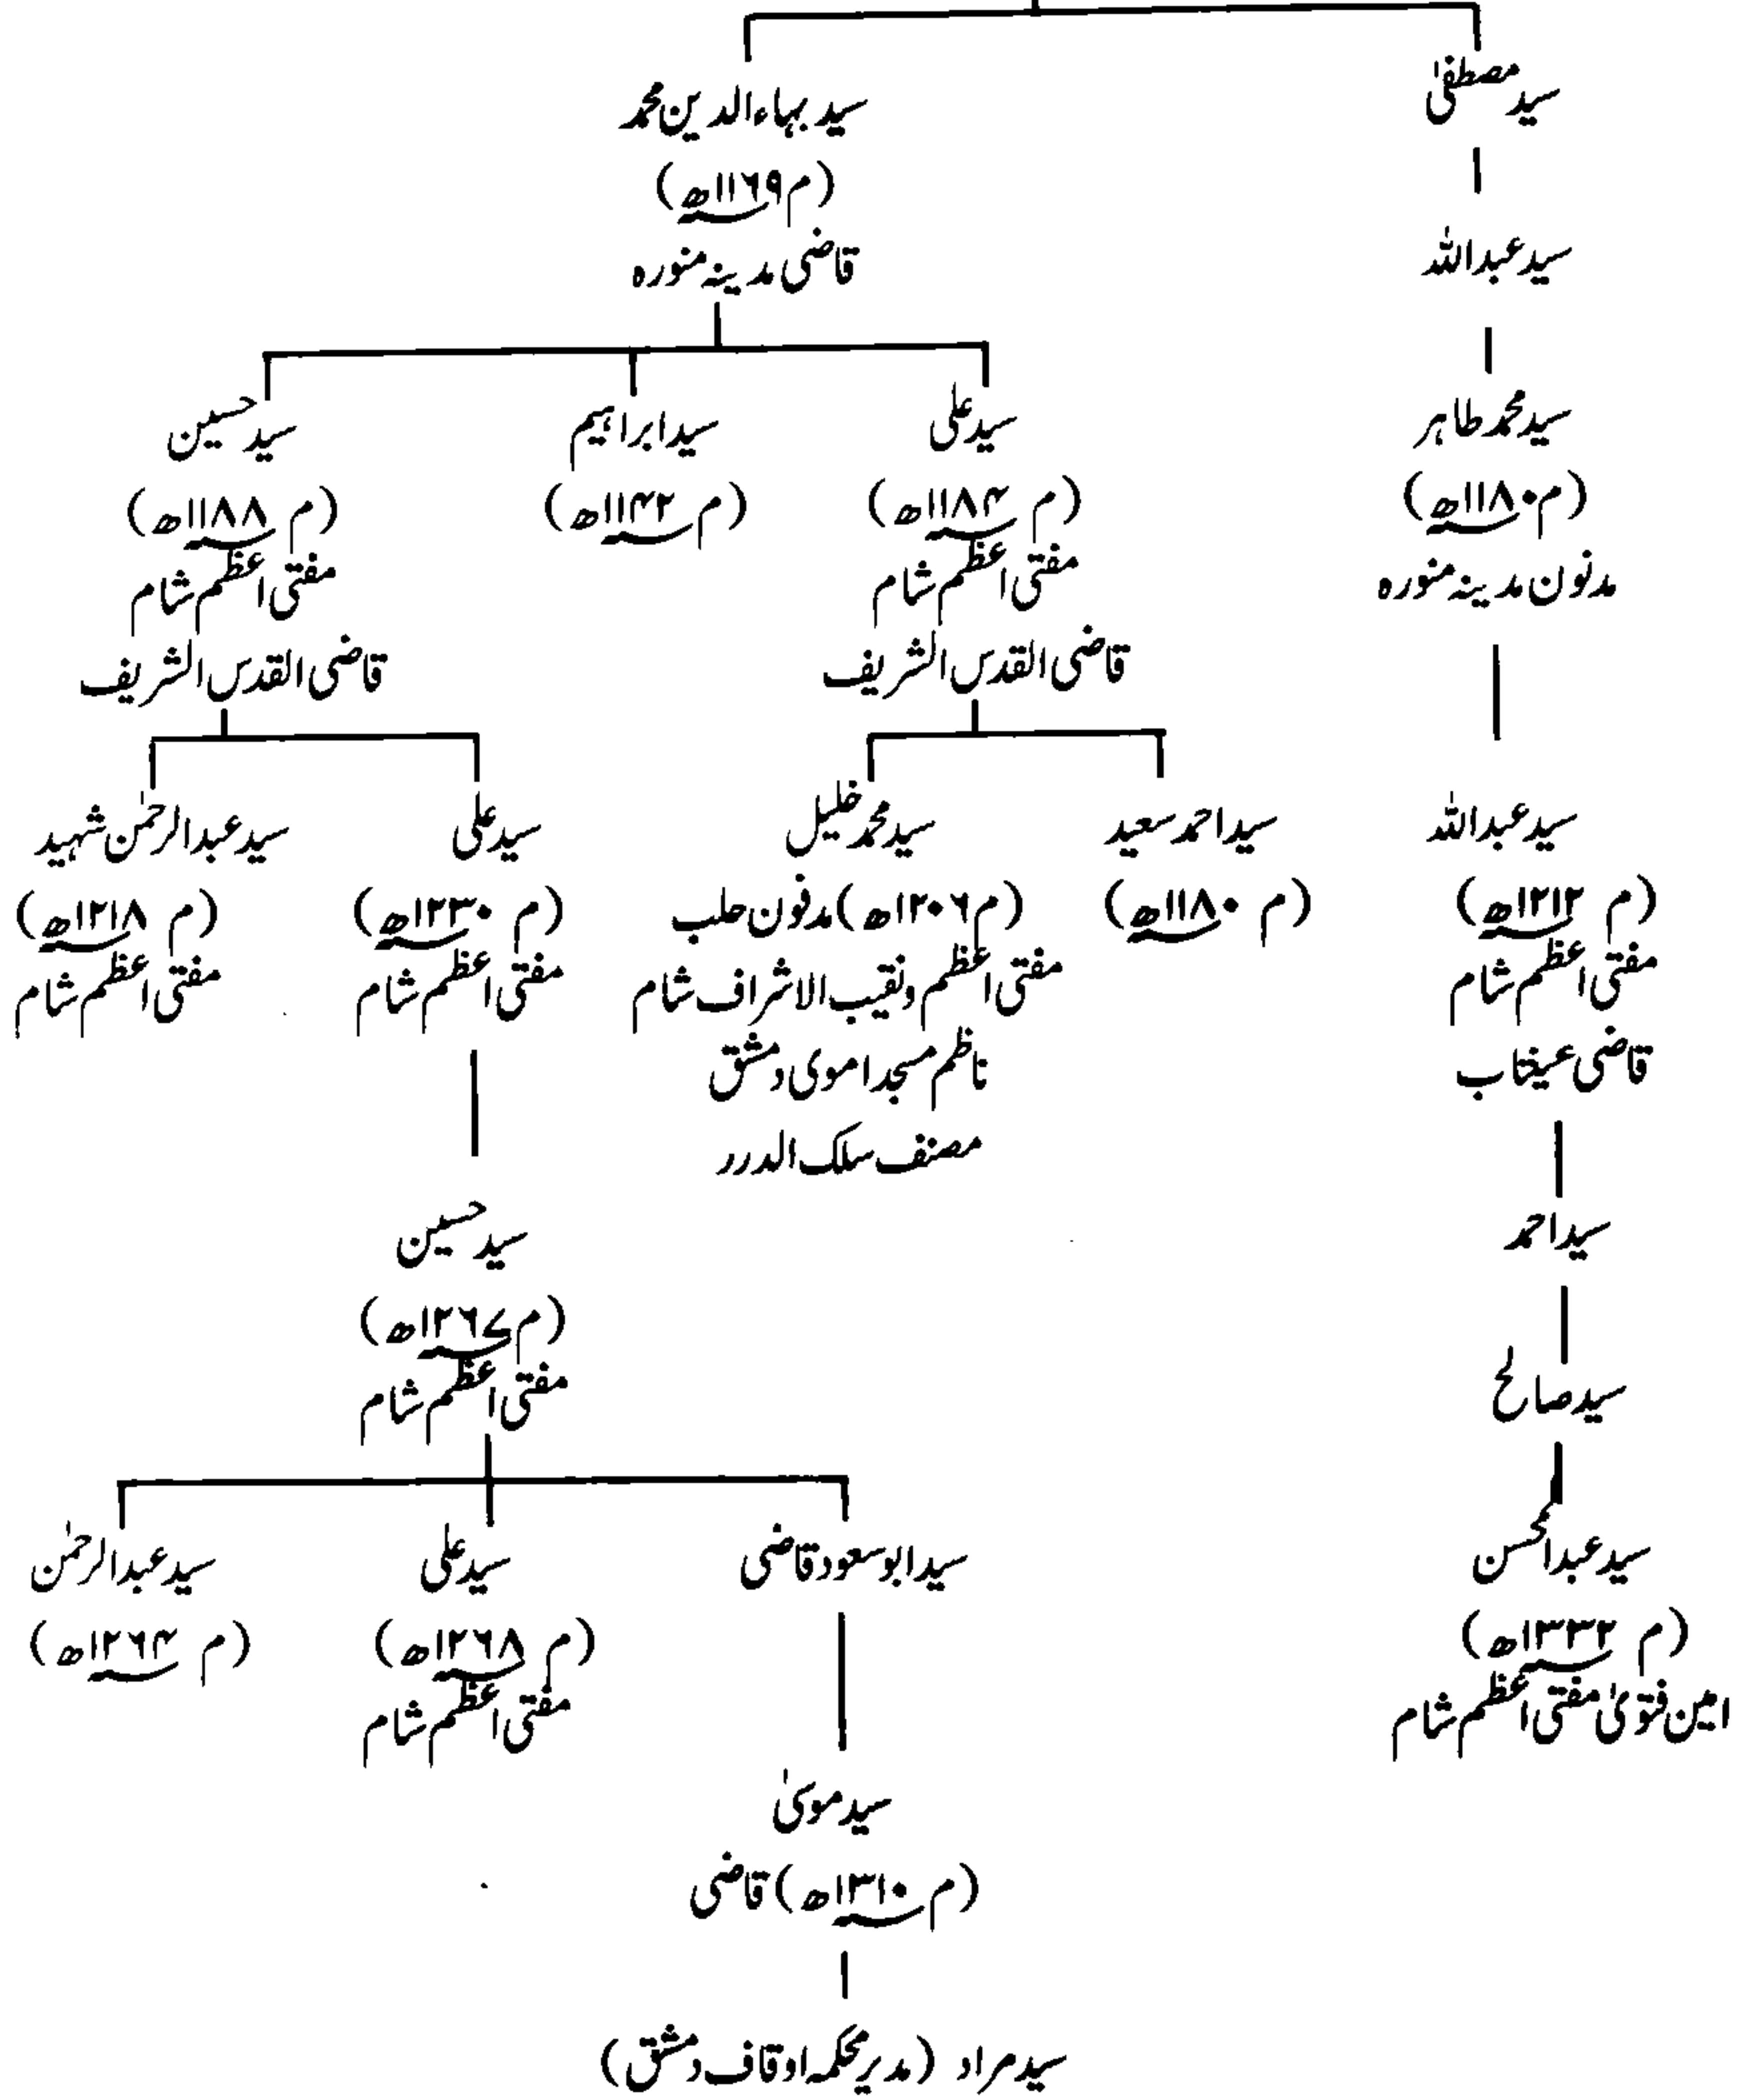 سید مصطفیٰ
سید بہاءالدین محمد
(م ۱۱۶۹ھ)
قاضی مدینہ منورہ
سید عبداللہ
سید محمد طاہر
(م ۱۱۸۰ھ)
مدفون مدینہ منورہ
سید علی
(م ۱۱۸۴ھ)
مفتی اعظم شام
قاضی القدس الشریف
سید ابراہیم
(م ۱۱۴۲ھ)
سید حسین
(م ۱۱۸۸ھ)
مفتی اعظم شام
قاضی القدس الشریف
سید عبداللہ
(م ۱۲۱۲ھ)
مفتی اعظم شام
قاضی عینتاب
سید احمد سعید
(م ۱۱۸۰ھ)
سید محمد خلیل
(م ۱۲۰۶ھ) مدفون حلب
مفتی اعظم و نقیب الاشراف شام
ناظم مسجد اموی دمشق
مصنف سلک الدرر
سید علی
(م ۱۲۳۰ھ)
مفتی اعظم شام
سید عبدالرحمٰن شہید
(م ۱۲۱۸ھ)
مفتی اعظم شام
سید احمد
سید حسین
(م ۱۲۶۷ھ)
مفتی اعظم شام
سید صالح
سید عبدالمحسن
(م ۱۳۳۲ھ)
امین فتویٰ مفتی اعظم شام
سید ابوسعود قاضی
سید علی
(م ۱۲۶۸ھ)
مفتی اعظم شام
سید عبدالرحمٰن
(م ۱۲۶۴ھ)
سید موسیٰ
(م ۱۳۱۰ھ) قاضی
سید مراد (مدیر محکمہ اوقاف دمشق)